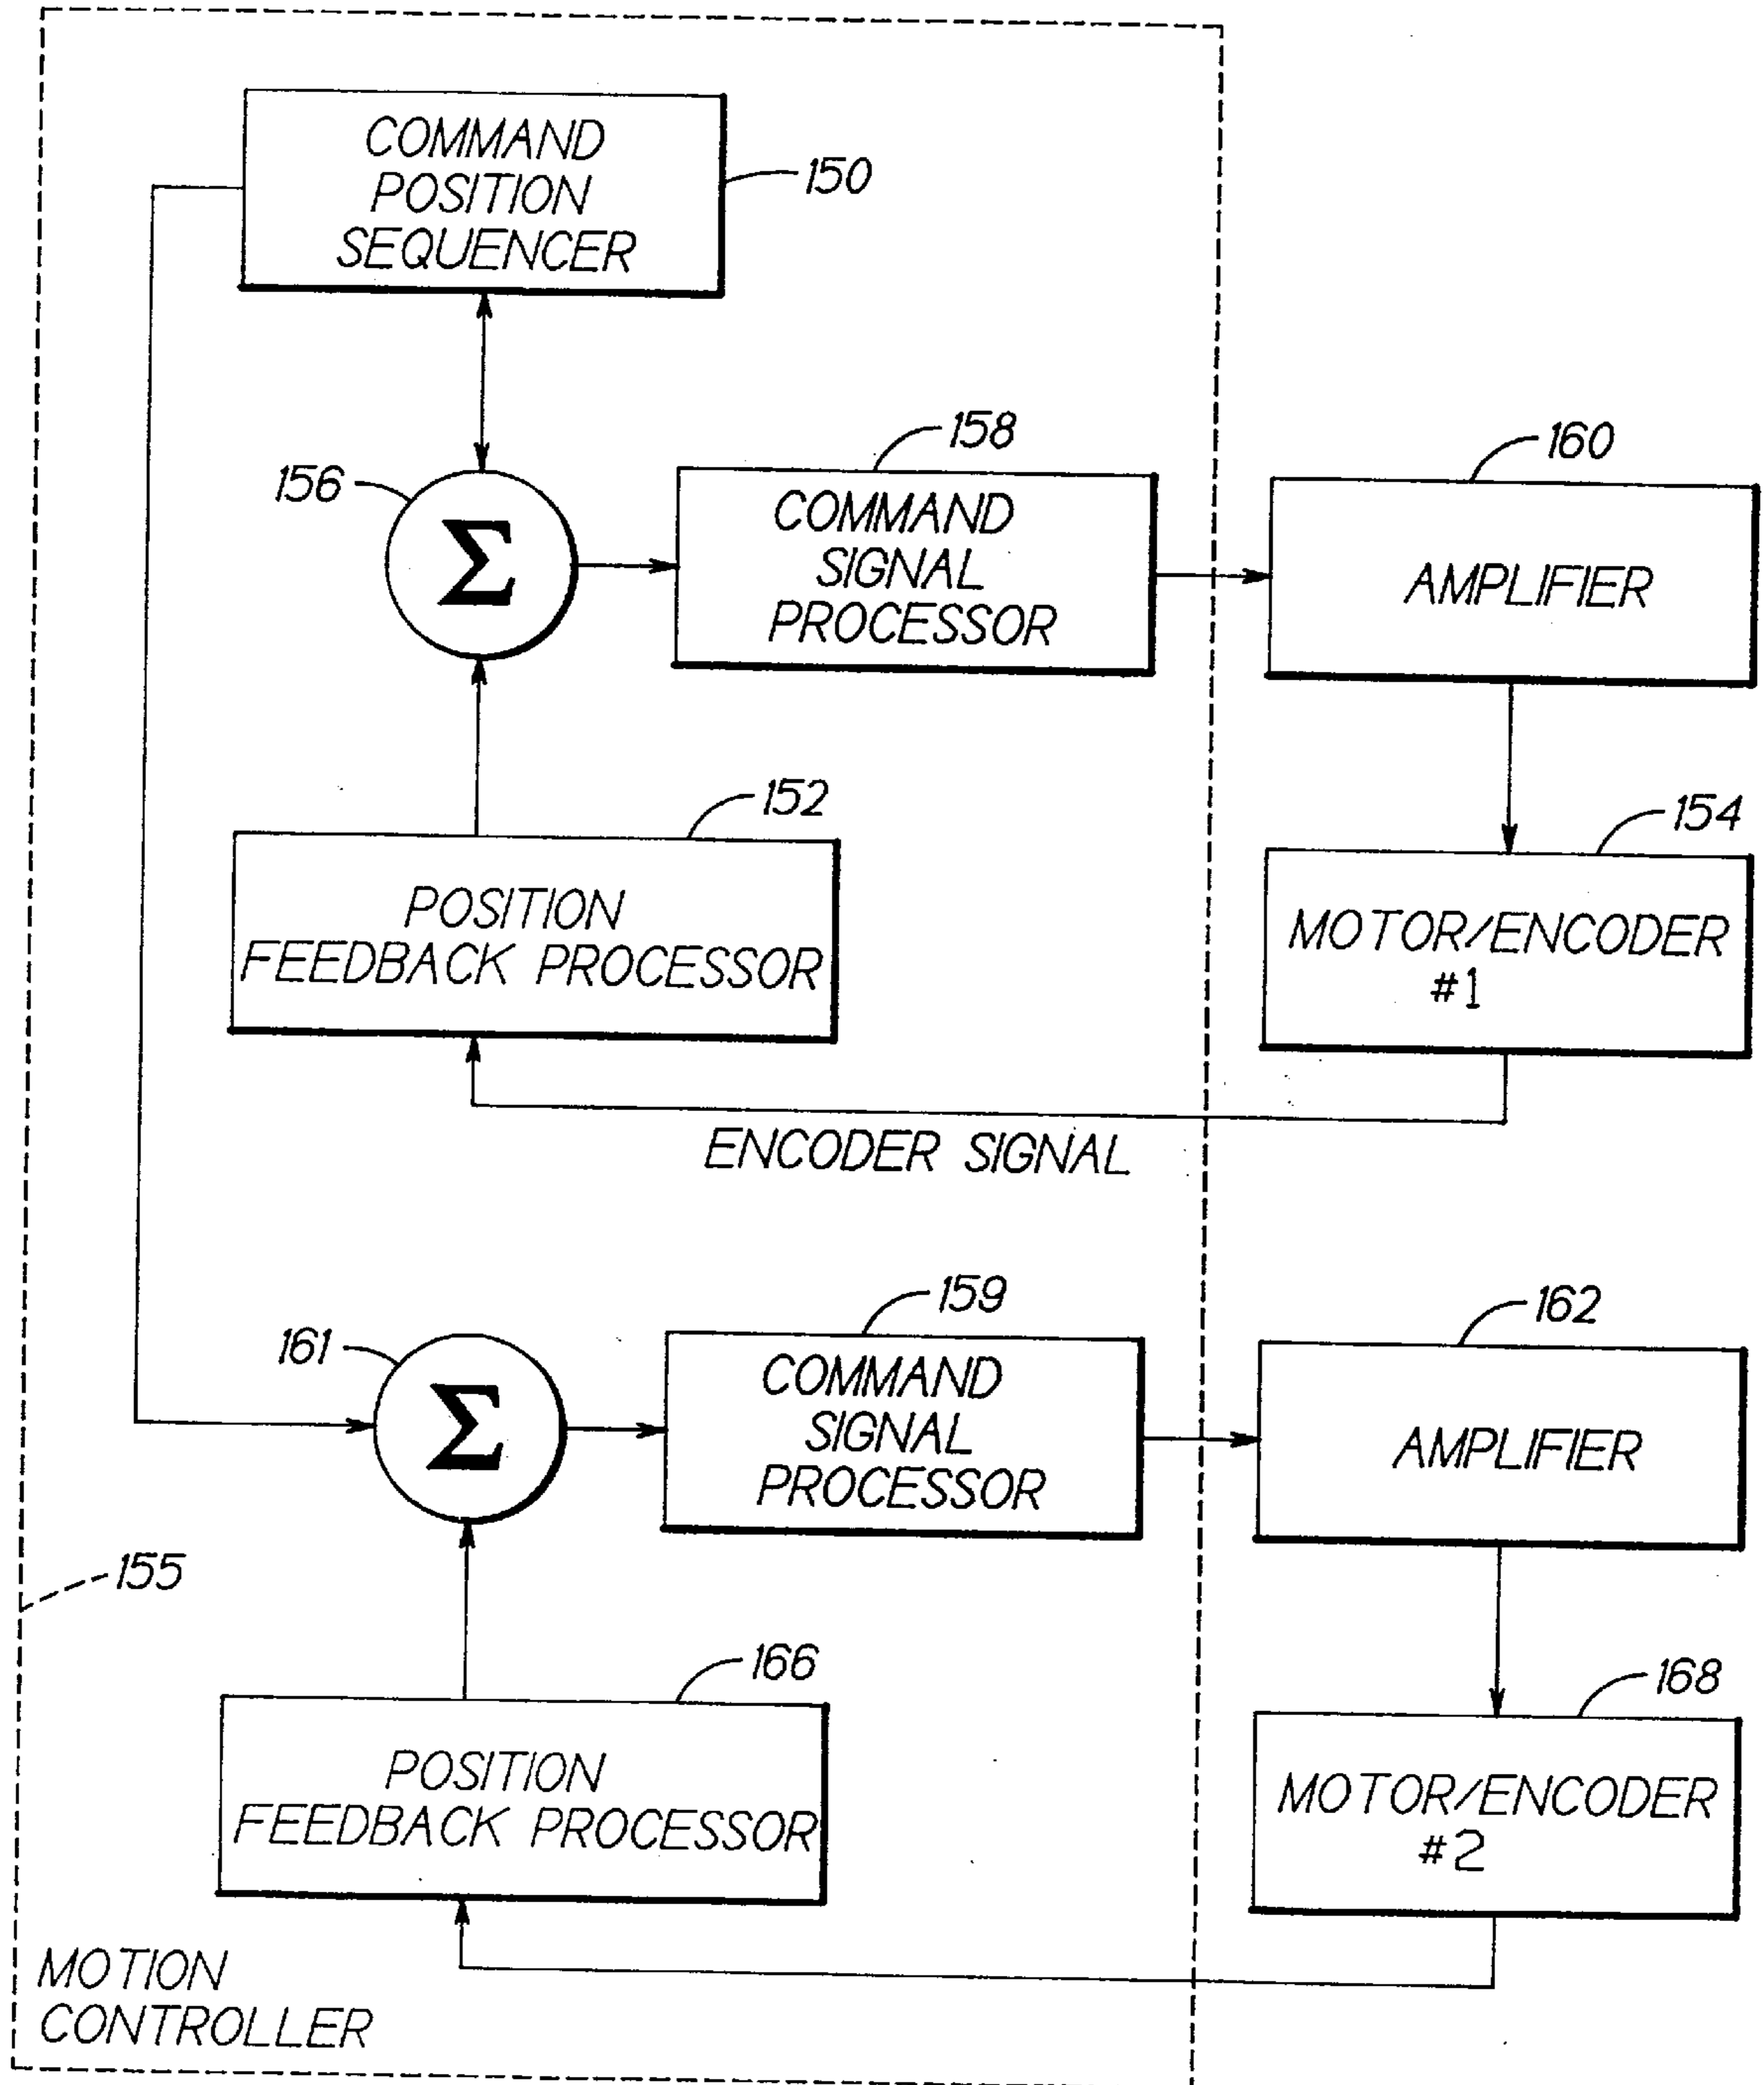 COMMAND
POSITION
SEQUENCER
150
156
Σ
158
COMMAND
SIGNAL
PROCESSOR
160
AMPLIFIER
152
POSITION
FEEDBACK PROCESSOR
154
MOTOR/ENCODER
#1
ENCODER SIGNAL
161
Σ
159
COMMAND
SIGNAL
PROCESSOR
162
AMPLIFIER
155
166
POSITION
FEEDBACK PROCESSOR
168
MOTOR/ENCODER
#2
MOTION
CONTROLLER